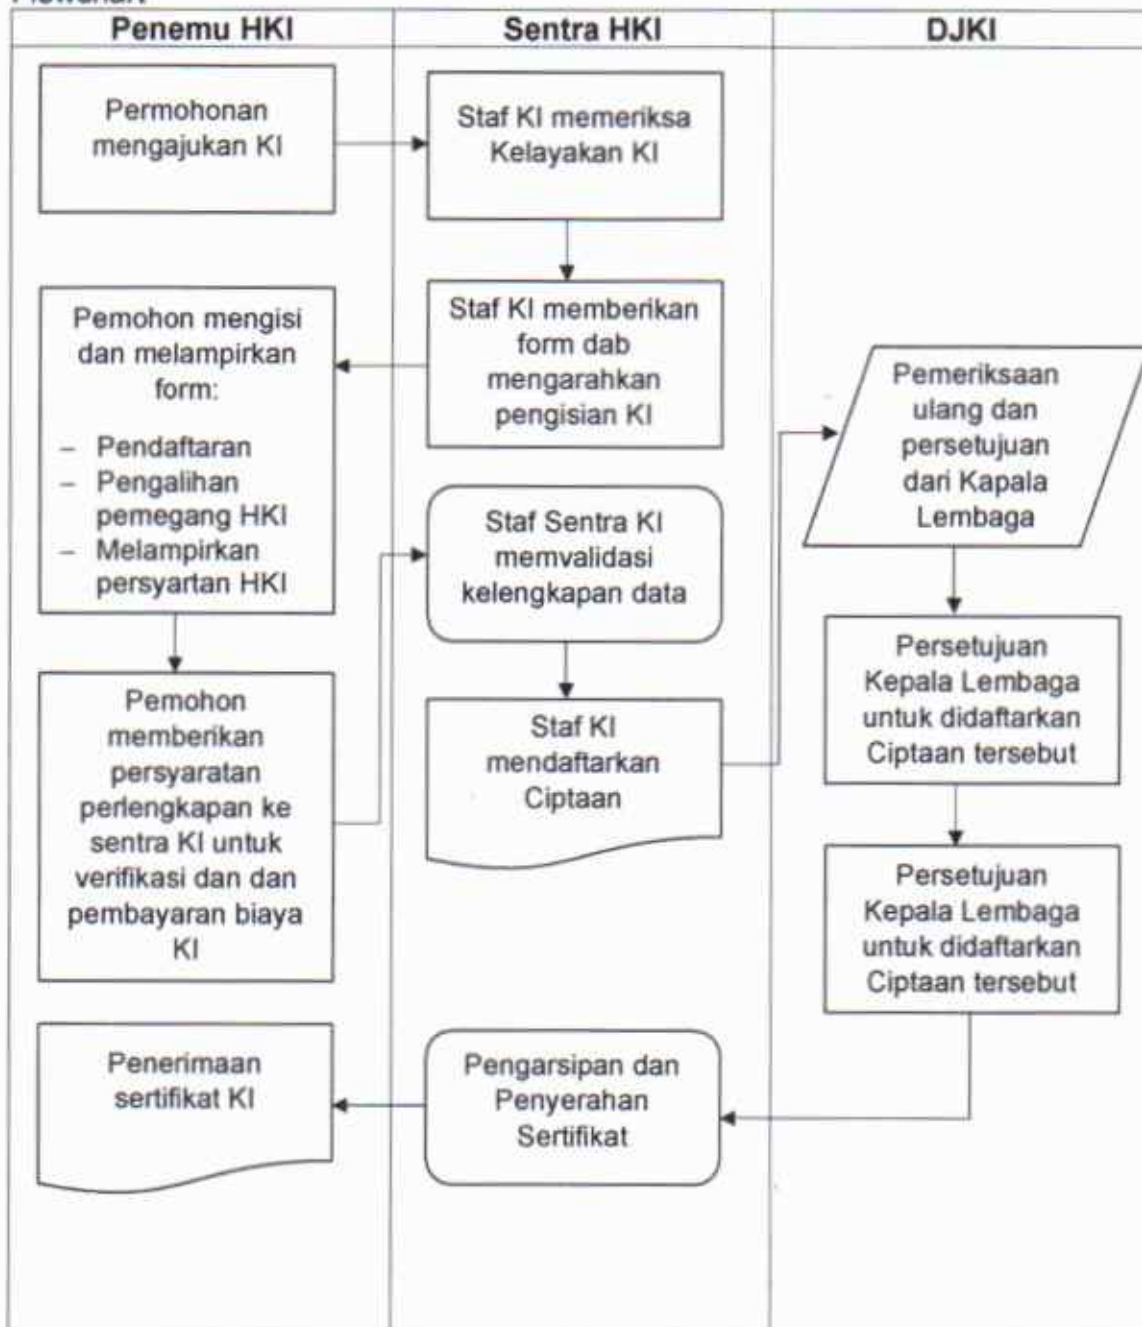 Penemu HKI
Sentra HKI
DJKI
Permohonan
mengajukan KI
Staf KI memeriksa
Kelayakan KI
Staf KI memberikan
form dab
mengarahkan
pengisian KI
Pemohon mengisi
dan melampirkan
form:
– Pendaftaran
– Pengalihan
pemegang HKI
– Melampirkan
persyartan HKI
Pemohon
memberikan
persyaratan
perlengkapan ke
sentra KI untuk
verifikasi dan dan
pembayaran biaya
KI
Staf Sentra KI
memvalidasi
kelengkapan data
Staf KI
mendaftarkan
Ciptaan
Pemeriksaan
ulang dan
persetujuan
dari Kapala
Lembaga
Persetujuan
Kepala Lembaga
untuk didaftarkan
Ciptaan tersebut
Persetujuan
Kepala Lembaga
untuk didaftarkan
Ciptaan tersebut
Pengarsipan dan
Penyerahan
Sertifikat
Penerimaan
sertifikat KI